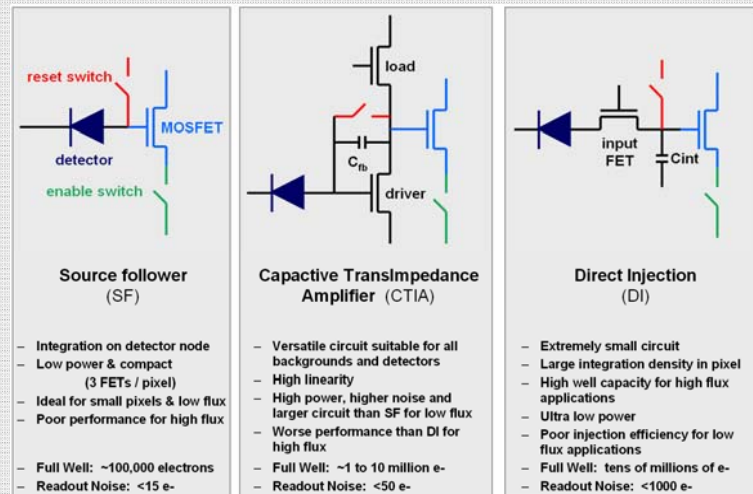 reset switch
MOSFET
detector
enable switch
Source follower
(SF)
– Integration on detector node
– Low power & compact
(3 FETs / pixel)
– Ideal for small pixels & low flux
– Poor performance for high flux
– Full Well: ~100,000 electrons
– Readout Noise: <15 e-
load
Cfb
driver
Capactive TransImpedance
Amplifier (CTIA)
– Versatile circuit suitable for all
backgrounds and detectors
– High linearity
– High power, higher noise and
larger circuit than SF for low flux
– Worse performance than DI for
high flux
– Full Well: ~1 to 10 million e-
– Readout Noise: <50 e-
input
FET
Cint
Direct Injection
(DI)
– Extremely small circuit
– Large integration density in pixel
– High well capacity for high flux
applications
– Ultra low power
– Poor injection efficiency for low
flux applications
– Full Well: tens of millions of e-
– Readout Noise: <1000 e-